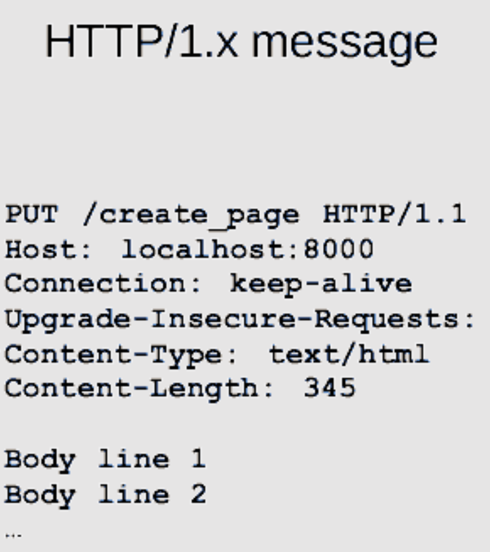 HTTP/1.x message
PUT /create_page HTTP/1.1
Host: localhost:8000
Connection: keep-alive
Upgrade-Insecure-Requests:
Content-Type: text/html
Content-Length: 345
Body line 1
Body line 2
...